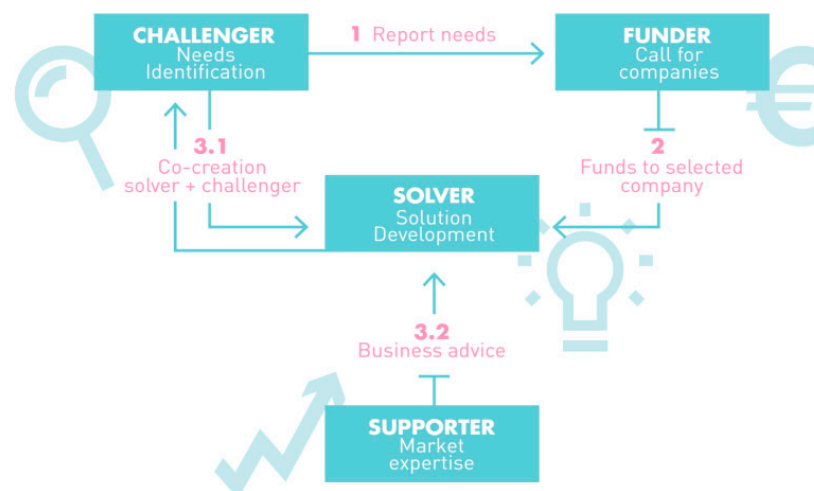 CHALLENGER
Needs
Identification
1 Report needs
FUNDER
Call for
companies
3.1
Co-creation
solver + challenger
2
Funds to selected
company
SOLVER
Solution
Development
3.2
Business advice
SUPPORTER
Market
expertise